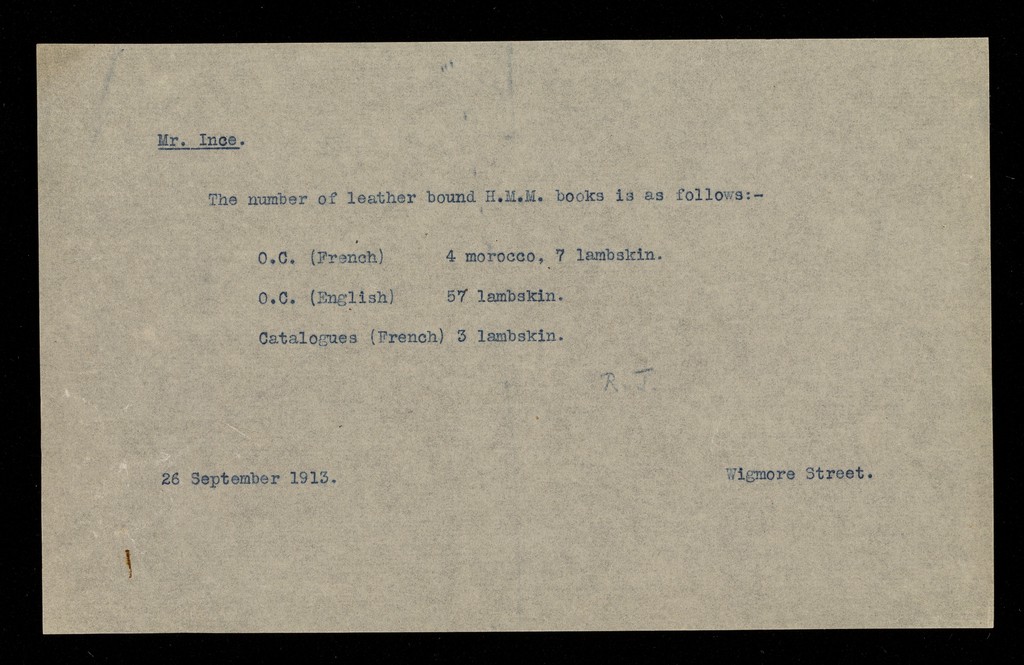 Mr. Ince.
The number of leather bound H.M.M. books is as follows:-
O.C. (French) 4 morocco, 7 lambskin.
O.C. (English) 57 lambskin.
Catalogues (French) 3 lambskin.
R. J.
26 September 1913. Wigmore Street.